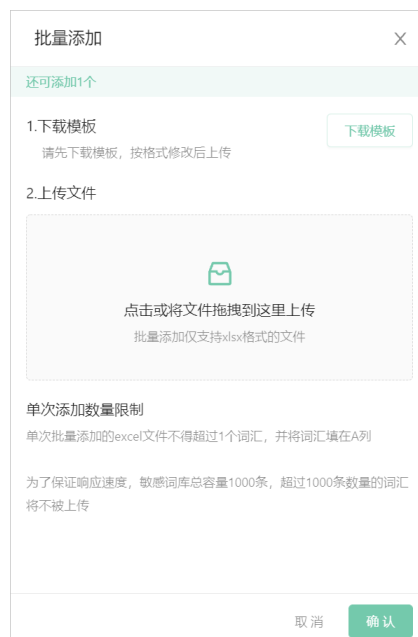 批量添加
还可添加1个
1.下载模板
下载模板
请先下载模板，按格式修改后上传
2.上传文件
点击或将文件拖拽到这里上传
批量添加仅支持xlsx格式的文件
单次添加数量限制
单次批量添加的excel文件不得超过1个词汇，并将词汇填在A列
为了保证响应速度，敏感词库总容量1000条，超过1000条数量的词汇
将不被上传
取 消
确 认